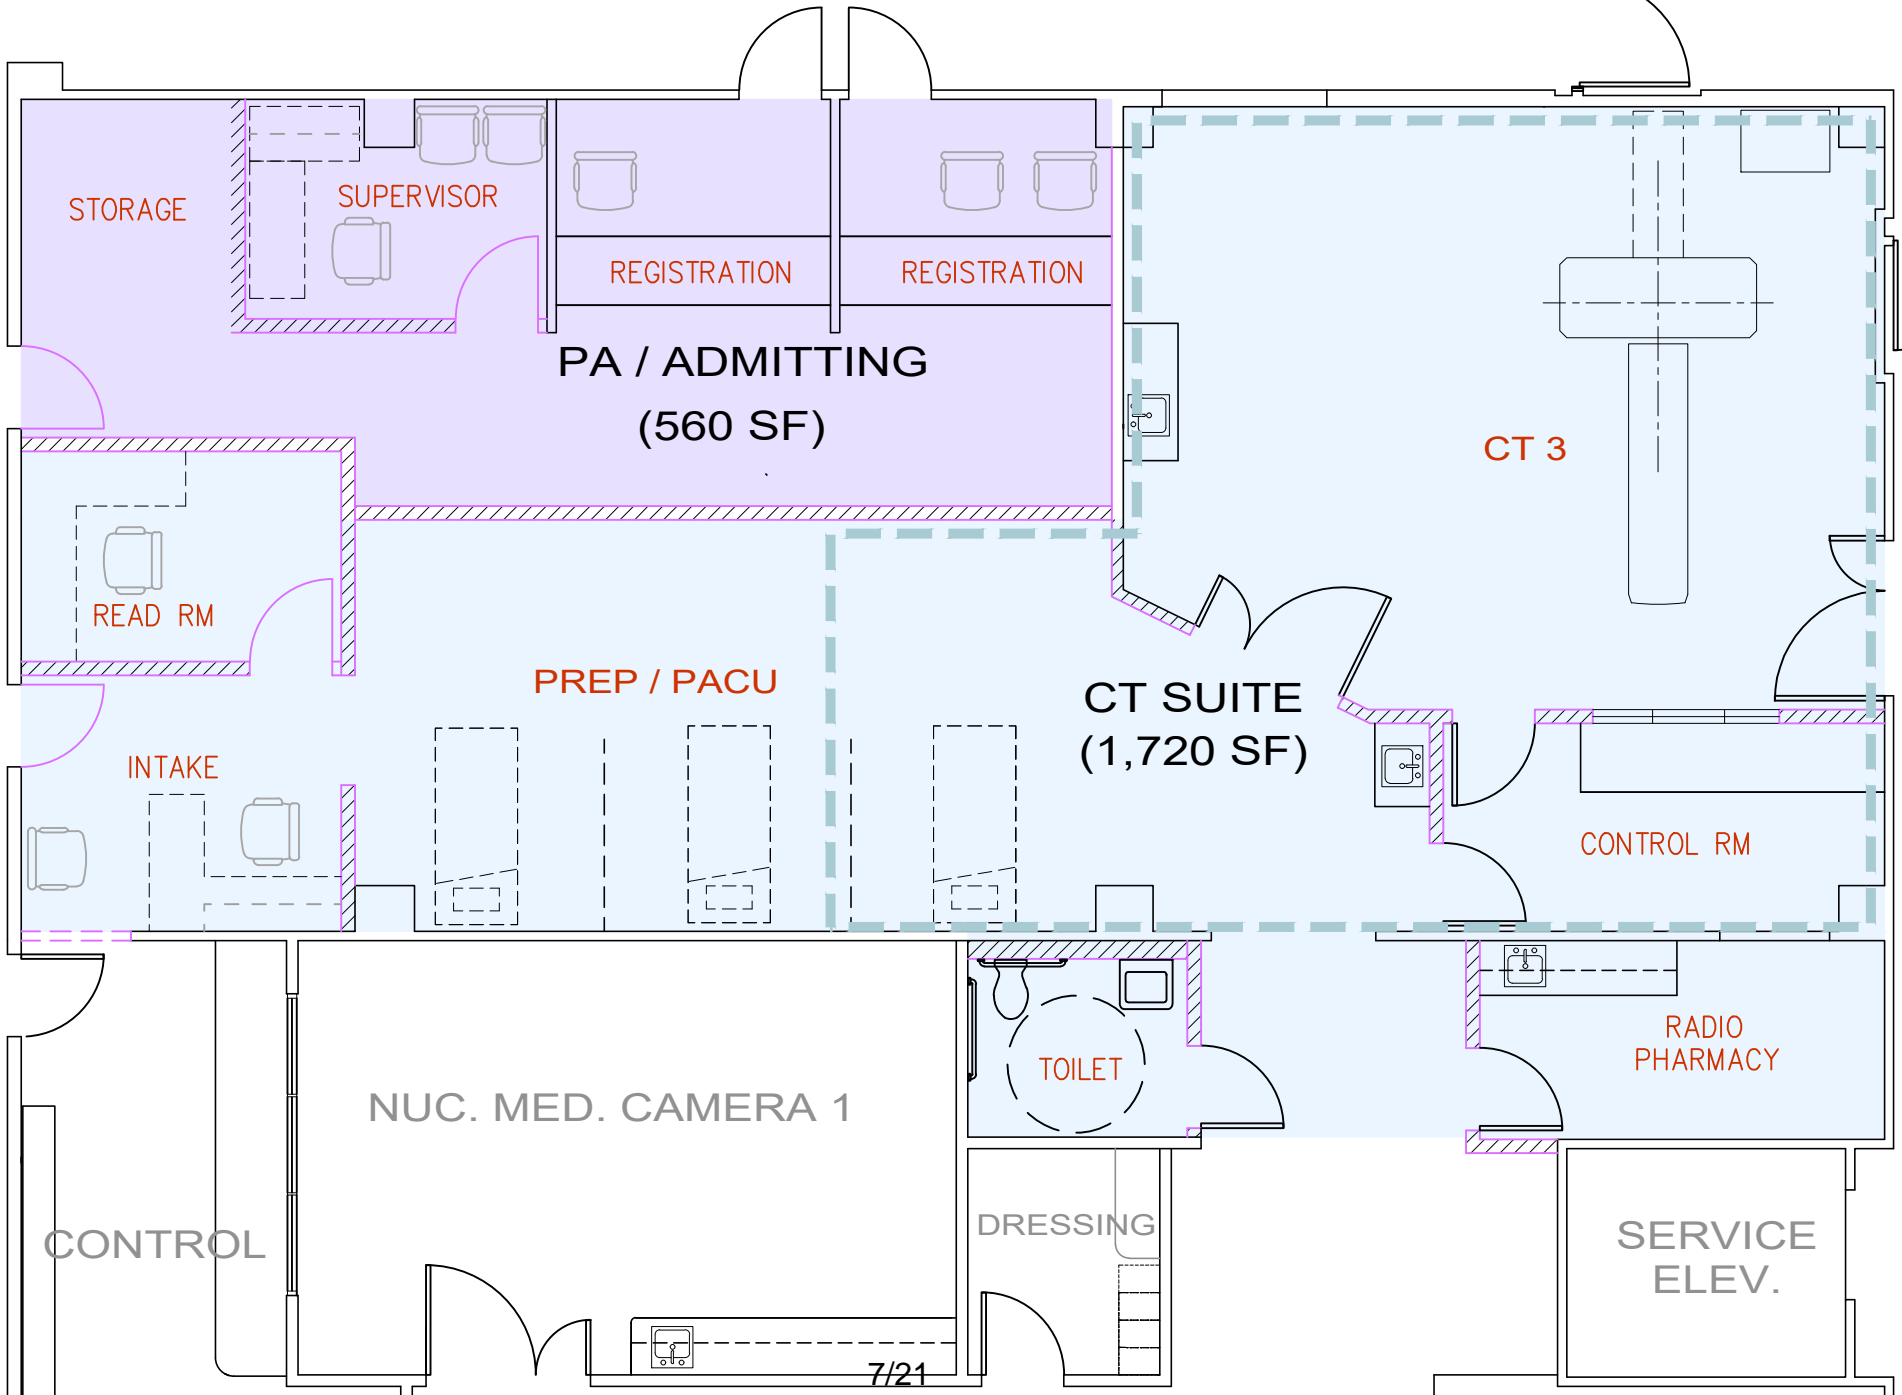 STORAGE
SUPERVISOR
REGISTRATION
REGISTRATION
PA / ADMITTING
(560 SF)
CT 3
READ RM
PREP / PACU
CT SUITE
(1,720 SF)
INTAKE
CONTROL RM
RADIO
PHARMACY
TOILET
NUC. MED. CAMERA 1
CONTROL
DRESSING
SERVICE
ELEV.
7/21